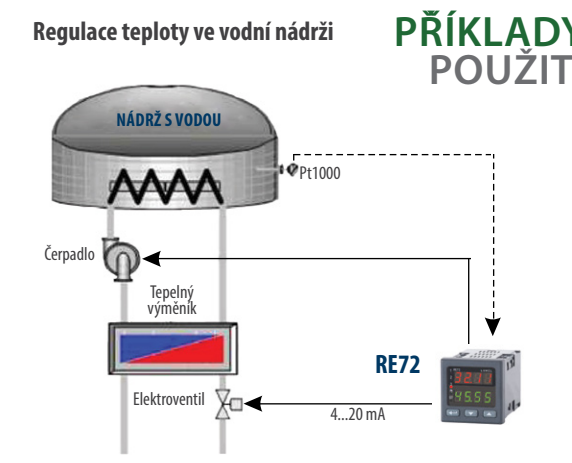 Regulace teploty ve vodní nádrži
PŘÍKLADY
POUŽIT
NÁDRŽ S VODOU
Pt1000
Čerpadlo
Tepelný
výměník
RE72
Elektroventil
4...20 mA